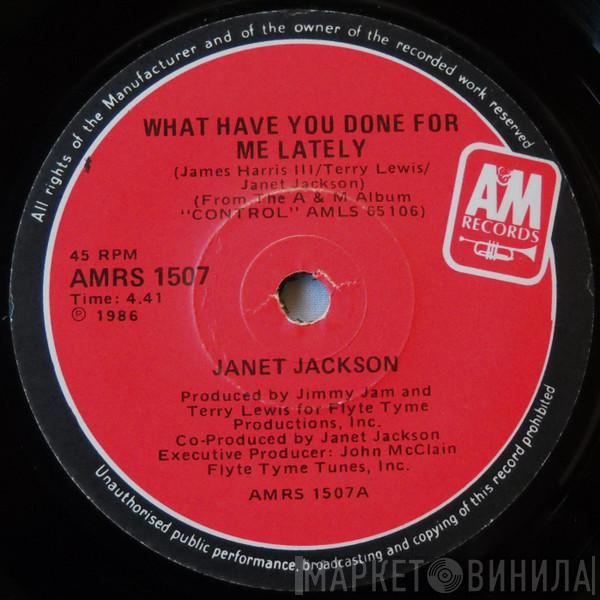 All rights of the Manufacturer and of the owner of the recorded work reserved
WHAT HAVE YOU DONE FOR
ME LATELY
(James Harris III/Terry Lewis/
Janet Jackson)
(From The A & M Album
"CONTROL" AMLS 65106)
A&M
RECORDS
45 RPM
AMRS 1507
Time: 4.41
℗ 1986
JANET JACKSON
Produced by Jimmy Jam and
Terry Lewis for Flyte Tyme
Productions, Inc.
Co-Produced by Janet Jackson
Executive Producer: John McClain
Flyte Tyme Tunes, Inc.
AMRS 1507A
Unauthorised public performance, broadcasting and copying of this record prohibited
МАРКЕТ ВИНИЛА